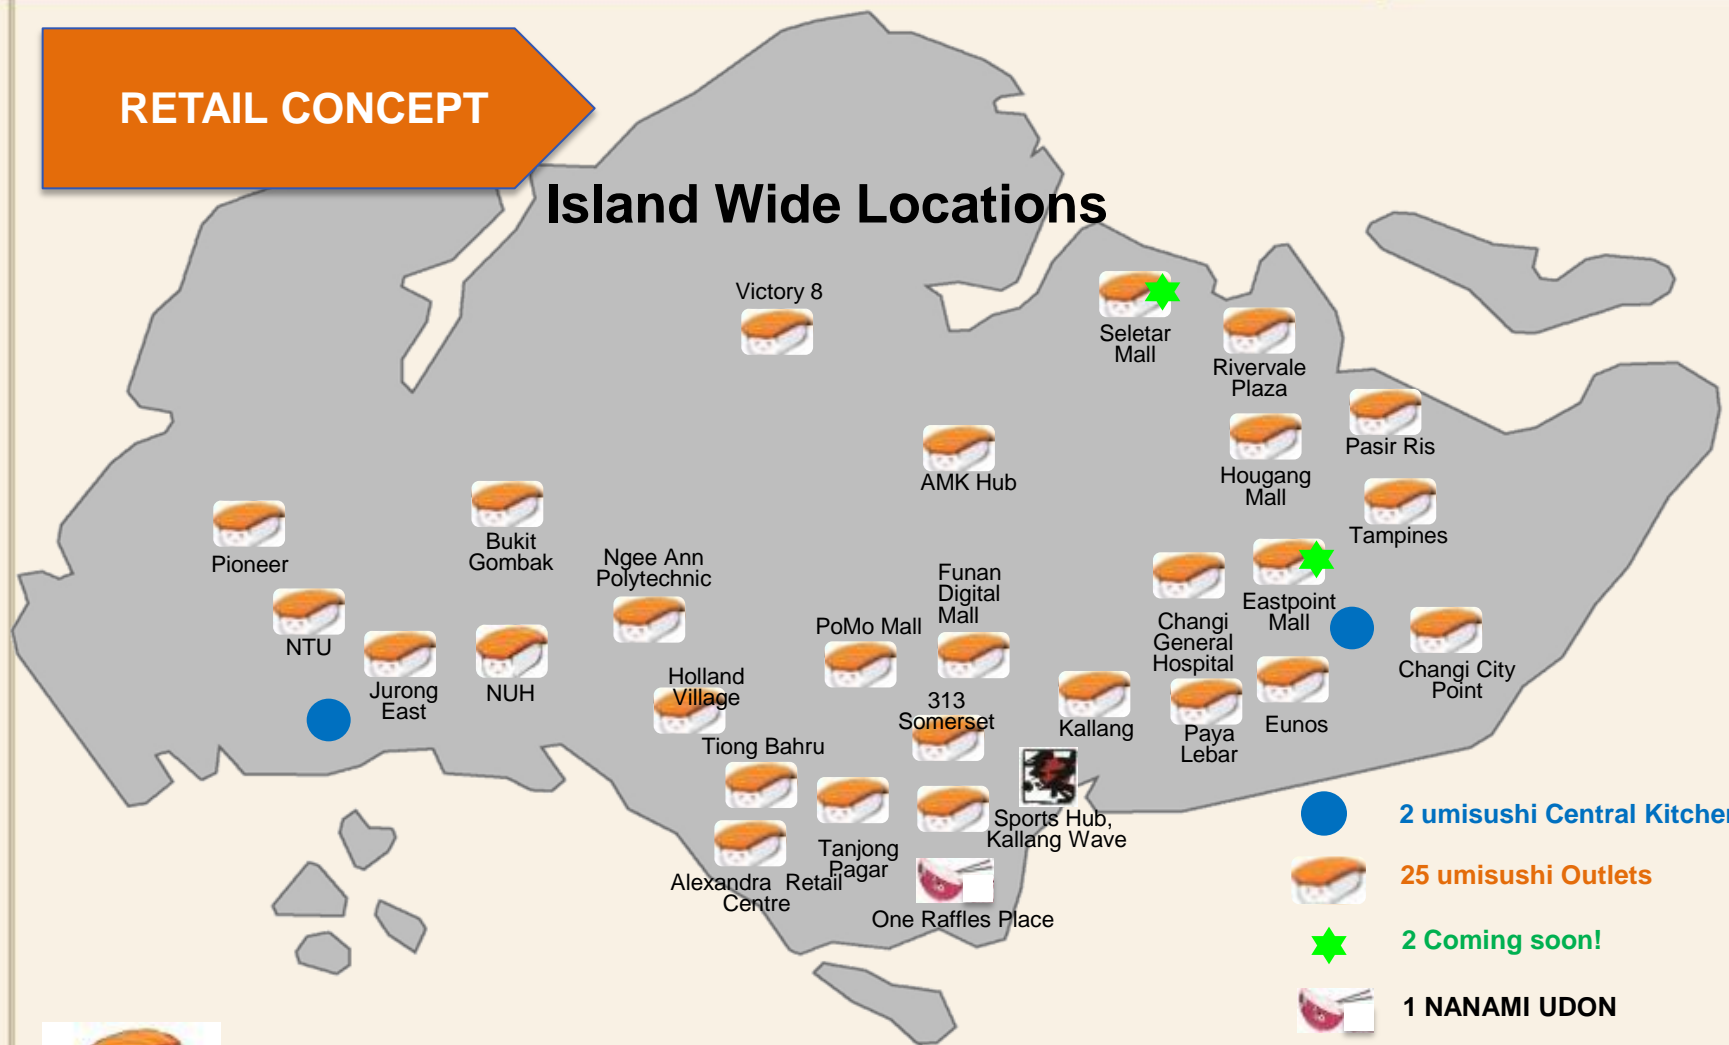 RETAIL CONCEPT
Island Wide Locations
Victory 8
Seletar
Mall
Rivervale
Plaza
Pasir Ris
AMK Hub
Hougang
Mall
Tampines
Pioneer
Bukit
Gombak
Ngee Ann
Polytechnic
Funan
Digital
Mall
Changi
General
Hospital
Eastpoint
Mall
NTU
PoMo Mall
Jurong
East
NUH
Holland
Village
313
Somerset
Kallang
Paya
Lebar
Eunos
Changi City
Point
Tiong Bahru
Sports Hub,
Kallang Wave
Tanjong
Pagar
Alexandra Retail
Centre
One Raffles Place
2 umisushi Central Kitchen
25 umisushi Outlets
2 Coming soon!
1 NANAMI UDON